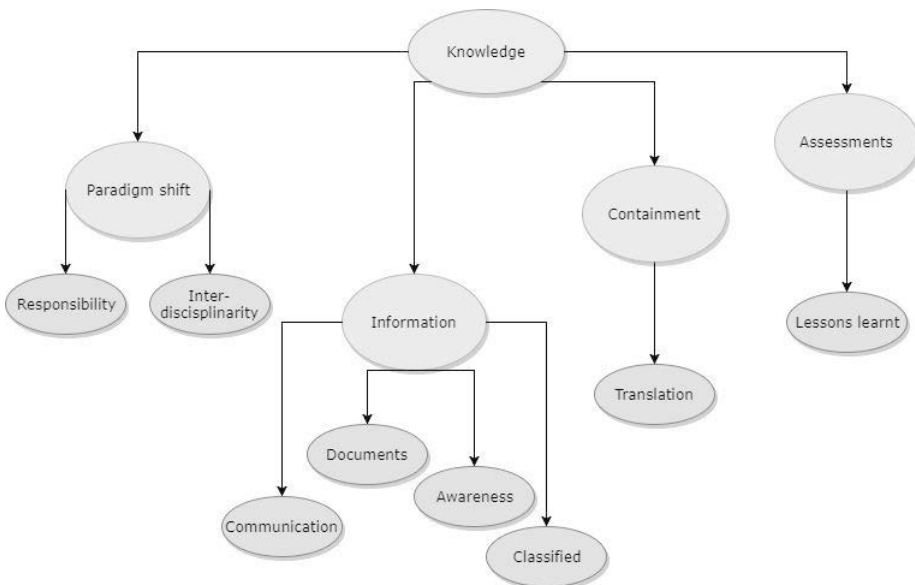 Knowledge
Assessments
Paradigm shift
Containment
Responsibility
Inter-
discisplinarity
Information
Lessons learnt
Translation
Documents
Awareness
Communication
Classified